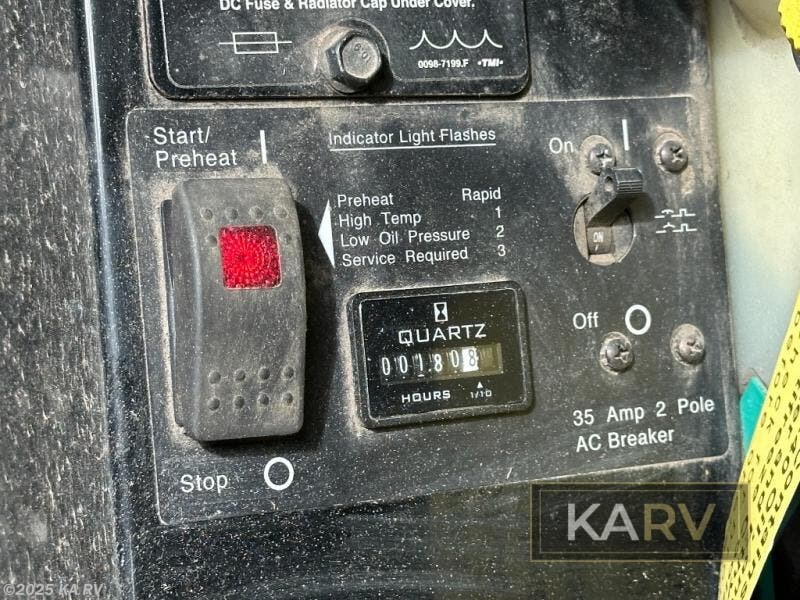 DC Fuse & Radiator Cap Under Cover.
0098-7199.F •TMI•
Start/
Preheat
Indicator Light Flashes
Preheat Rapid
High Temp 1
Low Oil Pressure 2
Service Required 3
On
ON
QUARTZ
001808
HOURS 1/10
Off
35 Amp 2 Pole
AC Breaker
Stop
KARV
©2025 KA RV